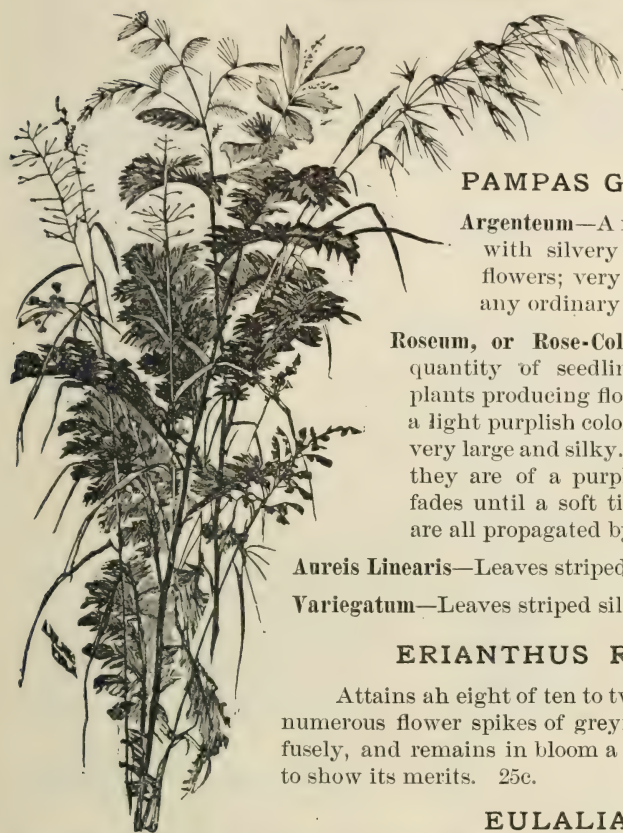 PAMPAS G
Argenteum—A
with silvery
flowers; very
any ordinary
Roseum, or Rose-Col
quantity of seedlin
plants producing flo
a light purplish colo
very large and silky.
they are of a purp
fades until a soft ti
are all propagated by
Aureis Linearis—Leaves striped
Variegatum—Leaves striped sil
ERIANTHUS R
Attains ah eight of ten to tw
numerous flower spikes of grey
fusely, and remains in bloom a
to show its merits. 25c.
EULALIA